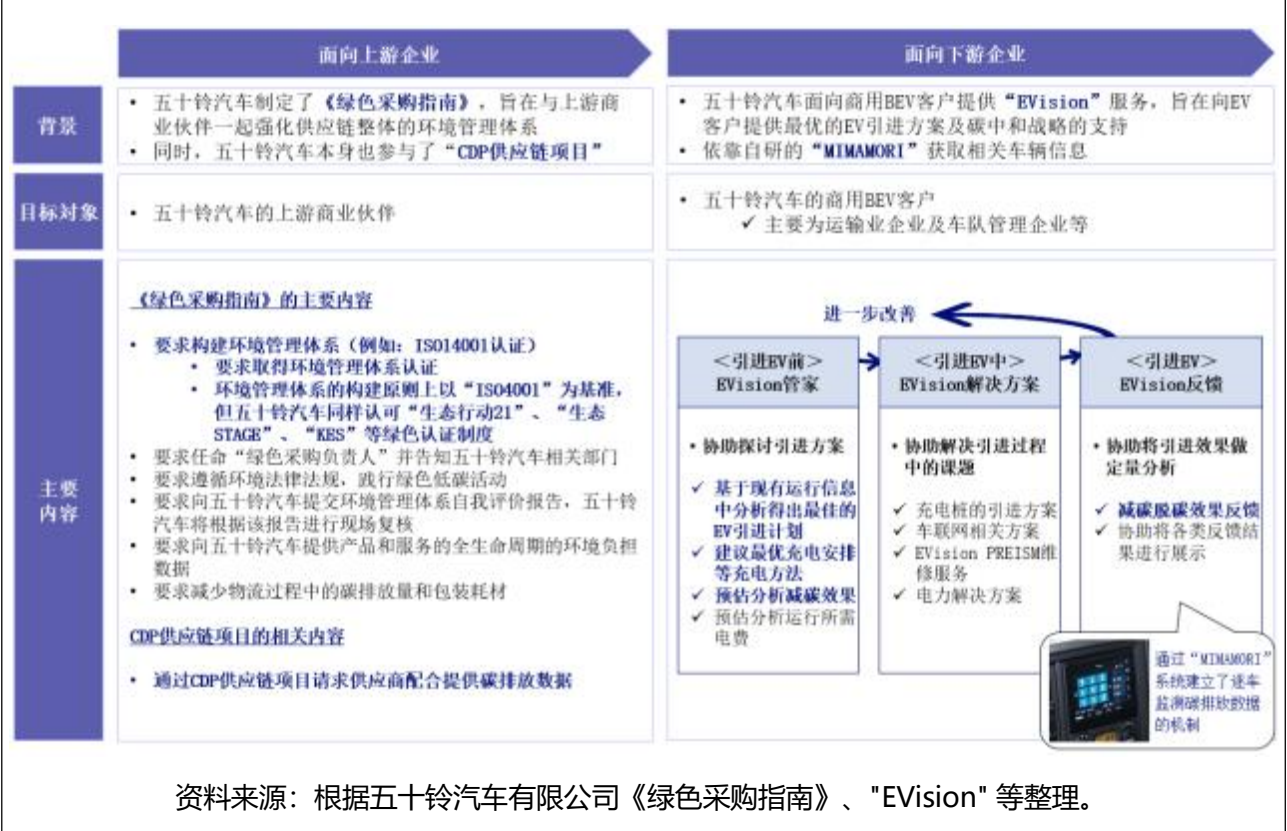 面向上游企业
面向下游企业
背景
• 五十铃汽车制定了《绿色采购指南》，旨在与上游商
业伙伴一起强化供应链整体的环境管理体系
• 同时，五十铃汽车本身也参与了“CDP供应链项目”
• 五十铃汽车面向商用BEV客户提供“EVision”服务，旨在向EV
客户提供最优的EV引进方案及碳中和战略的支持
• 依靠自研的“MIMAMORI”获取相关车辆信息
目标对象
• 五十铃汽车的上游商业伙伴
• 五十铃汽车的商用BEV客户
✓ 主要为运输业企业及车队管理企业等
主要
内容
《绿色采购指南》的主要内容
• 要求构建环境管理体系（例如：ISO14001认证）
• 要求取得环境管理体系认证
• 环境管理体系的构建原则上以“ISO4001”为基准，
但五十铃汽车同样认可“生态行动21”、“生态
STAGE”、“KES”等绿色认证制度
• 要求任命“绿色采购负责人”并告知五十铃汽车相关部门
• 要求遵循环境法律法规，践行绿色低碳活动
• 要求向五十铃汽车提交环境管理体系自我评价报告，五十铃
汽车将根据该报告进行现场复核
• 要求向五十铃汽车提供产品和服务的全生命周期的环境负担
数据
• 要求减少物流过程中的碳排放量和包装耗材
CDP供应链项目的相关内容
• 通过CDP供应链项目请求供应商配合提供碳排放数据
进一步改善
＜引进EV前＞
EVision管家
• 协助探讨引进方案
✓ 基于现有运行信息
中分析得出最佳的
EV引进计划
✓ 建议最优充电安排
等充电方法
✓ 预估分析减碳效果
✓ 预估分析运行所需
电费
＜引进EV中＞
EVision解决方案
• 协助解决引进过程
中的课题
✓ 充电桩的引进方案
✓ 车联网相关方案
✓ EVision PREISM维
修服务
✓ 电力解决方案
＜引进EV＞
EVision反馈
• 协助将引进效果做
定量分析
✓ 减碳脱碳效果反馈
✓ 协助将各类反馈结
果进行展示
通过“MIMAMORI”
系统建立了逐车
监测碳排放数据
的机制
资料来源：根据五十铃汽车有限公司《绿色采购指南》、"EVision" 等整理。